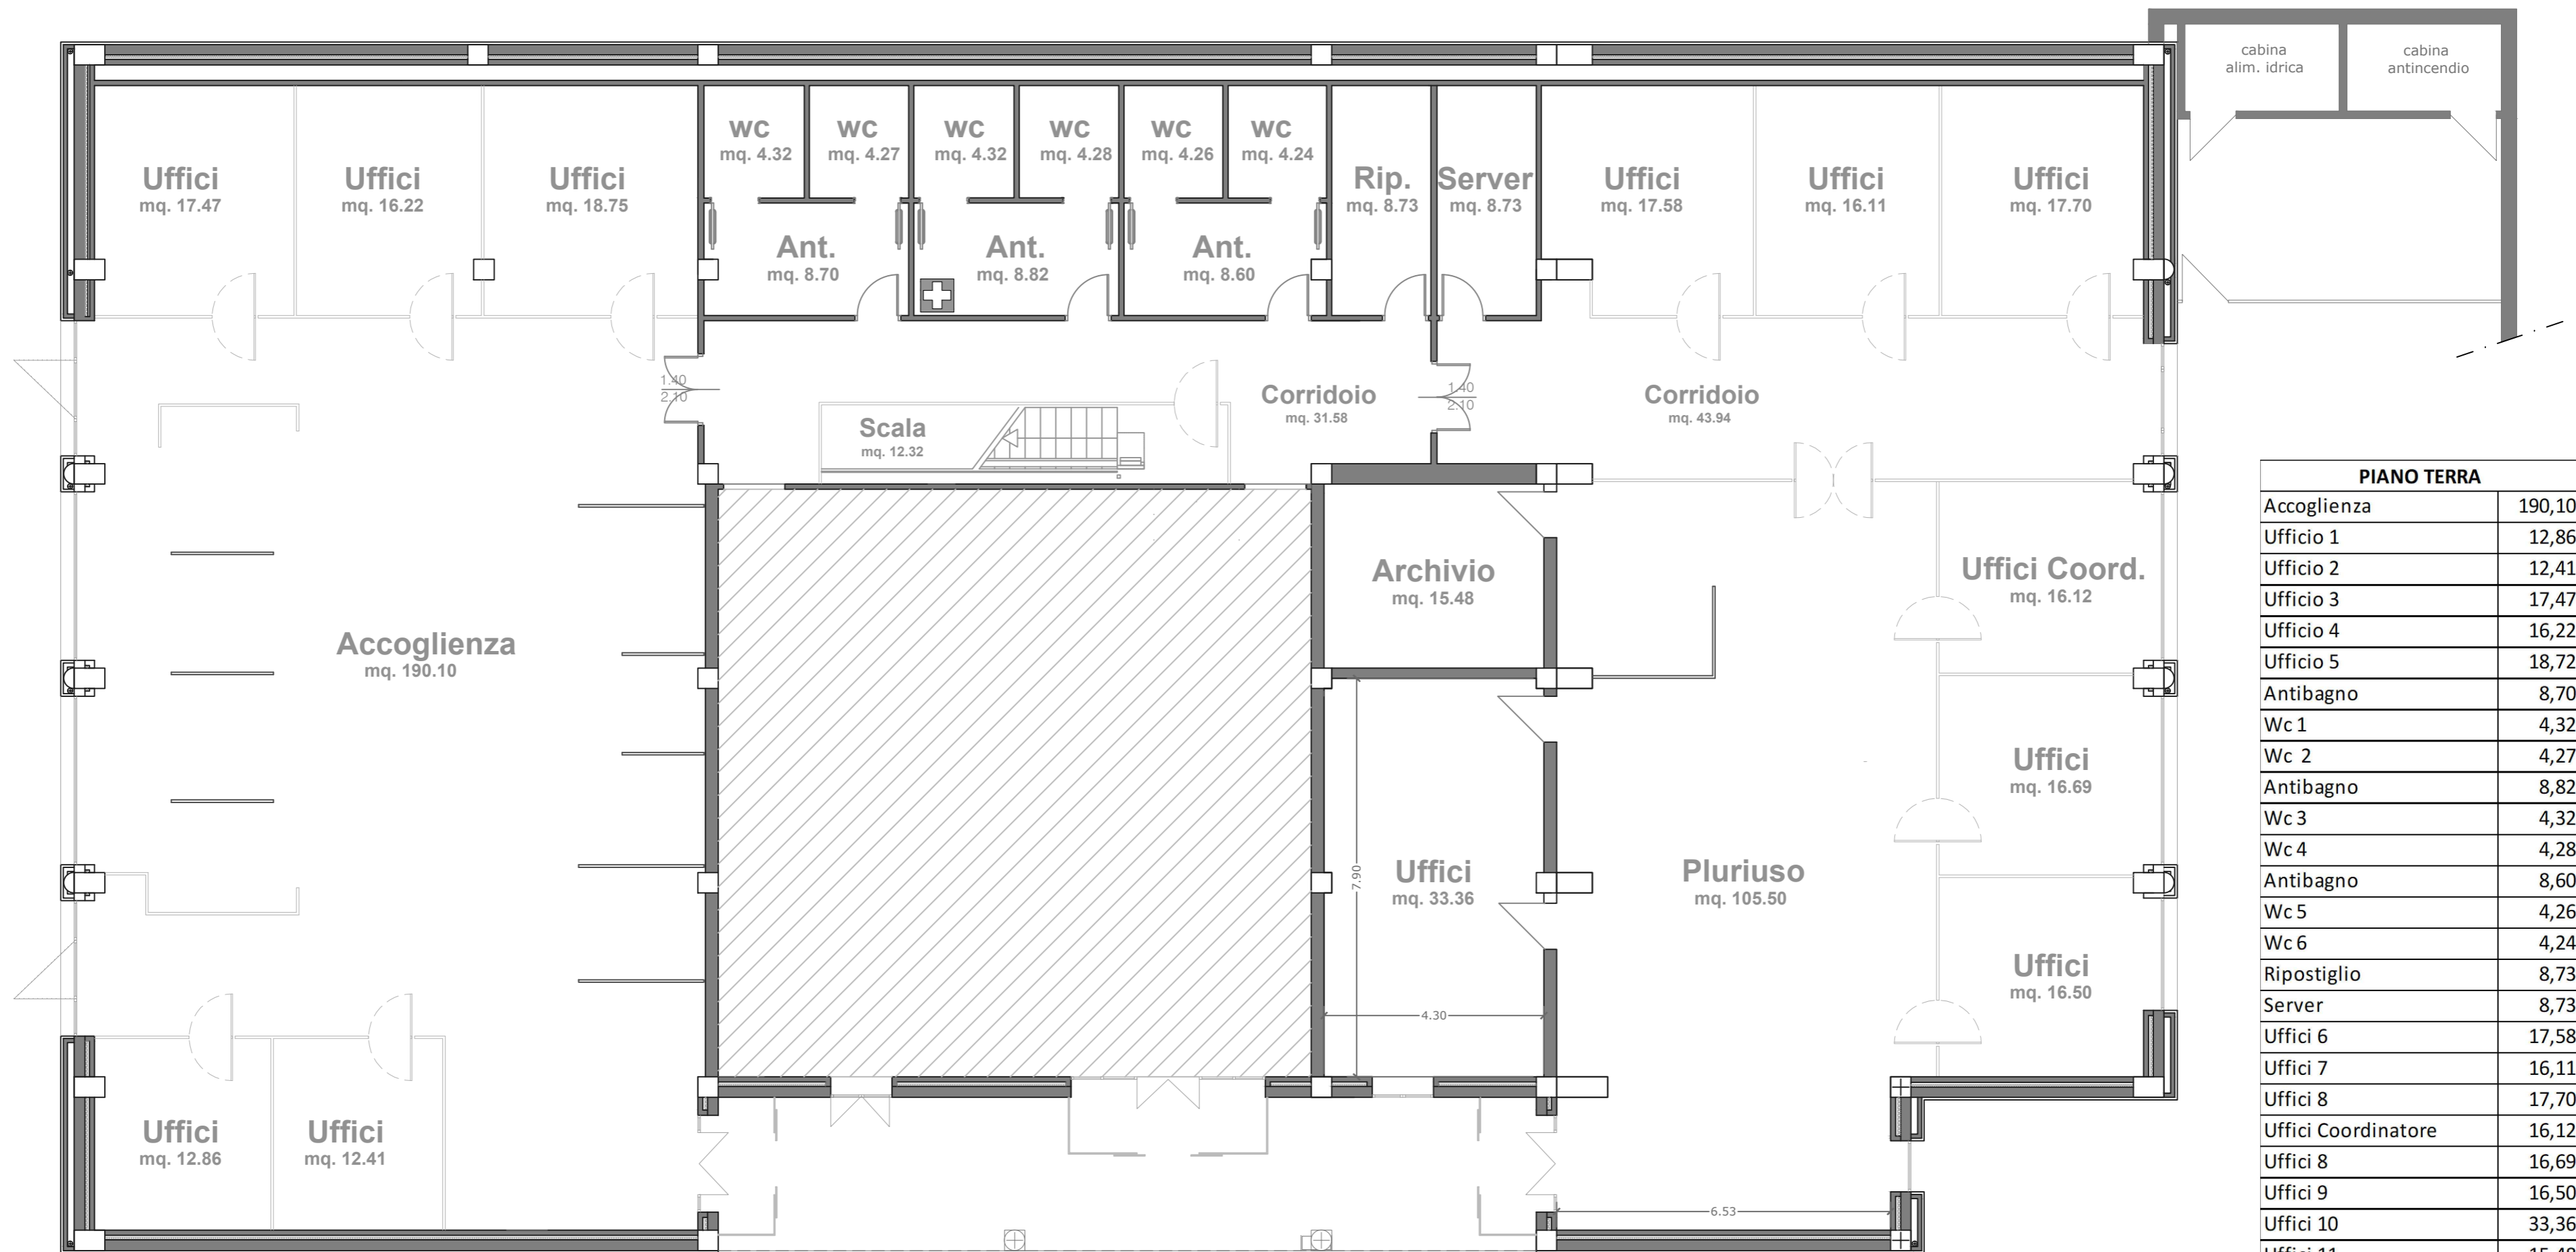 cabina
alim. idrica
cabina
antincendio
wc
mq. 4.32
wc
mq. 4.27
wc
mq. 4.32
wc
mq. 4.28
wc
mq. 4.26
wc
mq. 4.24
Uffici
mq. 17.47
Uffici
mq. 16.22
Uffici
mq. 18.75
Rip.
mq. 8.73
Server
mq. 8.73
Uffici
mq. 17.58
Uffici
mq. 16.11
Uffici
mq. 17.70
Ant.
mq. 8.70
Ant.
mq. 8.82
Ant.
mq. 8.60
1.40
2.10
Scala
mq. 12.32
Corridoio
mq. 31.58
1.40
2.10
Corridoio
mq. 43.94
Archivio
mq. 15.48
Uffici Coord.
mq. 16.12
Accoglienza
mq. 190.10
Uffici
mq. 16.69
7.90
Uffici
mq. 33.36
Pluriuso
mq. 105.50
Uffici
mq. 16.50
4.30
Uffici
mq. 12.86
Uffici
mq. 12.41
6.53
PIANO TERRA
Accoglienza 190,10
Ufficio 1 12,86
Ufficio 2 12,41
Ufficio 3 17,47
Ufficio 4 16,22
Ufficio 5 18,72
Antibagno 8,70
Wc 1 4,32
Wc 2 4,27
Antibagno 8,82
Wc 3 4,32
Wc 4 4,28
Antibagno 8,60
Wc 5 4,26
Wc 6 4,24
Ripostiglio 8,73
Server 8,73
Uffici 6 17,58
Uffici 7 16,11
Uffici 8 17,70
Uffici Coordinatore 16,12
Uffici 8 16,69
Uffici 9 16,50
Uffici 10 33,36
Uffici 11 15,48